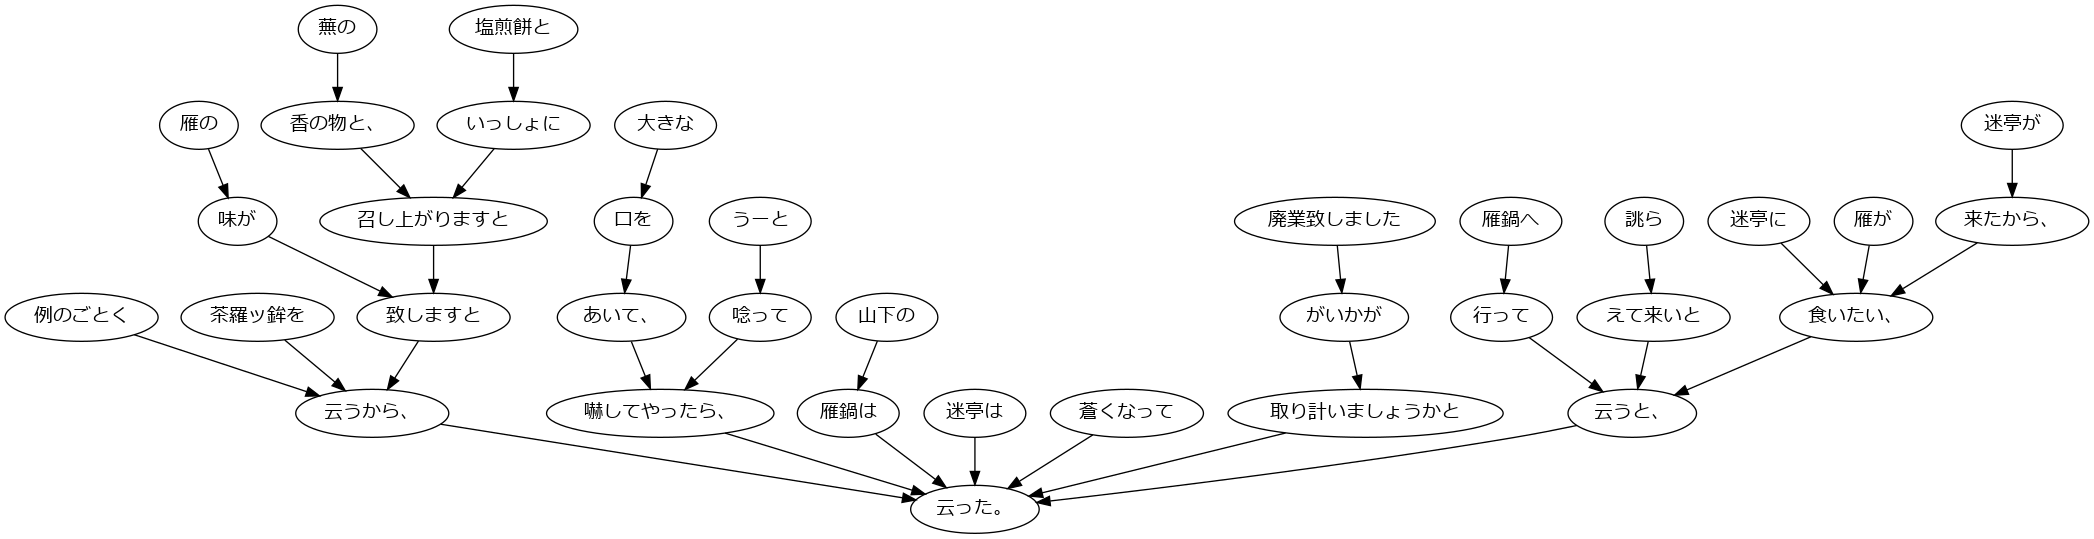 蕪の
塩煎餅と
雁の
香の物と、
いっしょに
大きな
迷亭が
味が
召し上がりますと
口を
うーと
廃業致しました
雁鍋へ
誂ら
迷亭に
雁が
来たから、
例のごとく
茶羅ッ鉾を
致しますと
あいて、
唸って
山下の
がいかが
行って
えて来いと
食いたい、
云うから、
嚇してやったら、
雁鍋は
迷亭は
蒼くなって
取り計いましょうかと
云うと、
云った。